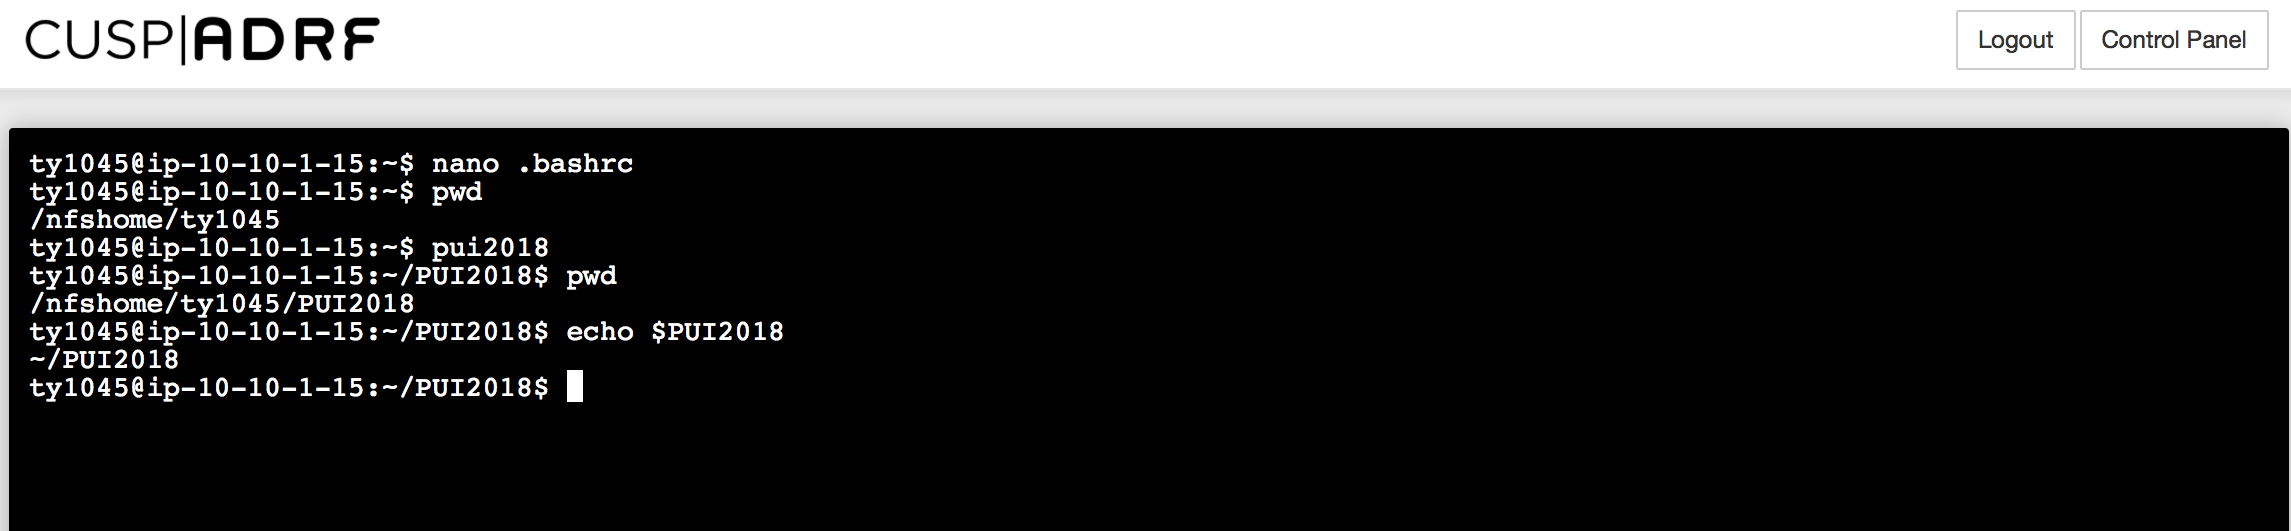 CUSP|ADRF
Logout
Control Panel
ty1045@ip-10-10-1-15:~$ nano .bashrc
ty1045@ip-10-10-1-15:~$ pwd
/nfshome/ty1045
ty1045@ip-10-10-1-15:~$ pui2018
ty1045@ip-10-10-1-15:~/PUI2018$ pwd
/nfshome/ty1045/PUI2018
ty1045@ip-10-10-1-15:~/PUI2018$ echo $PUI2018
~/PUI2018
ty1045@ip-10-10-1-15:~/PUI2018$